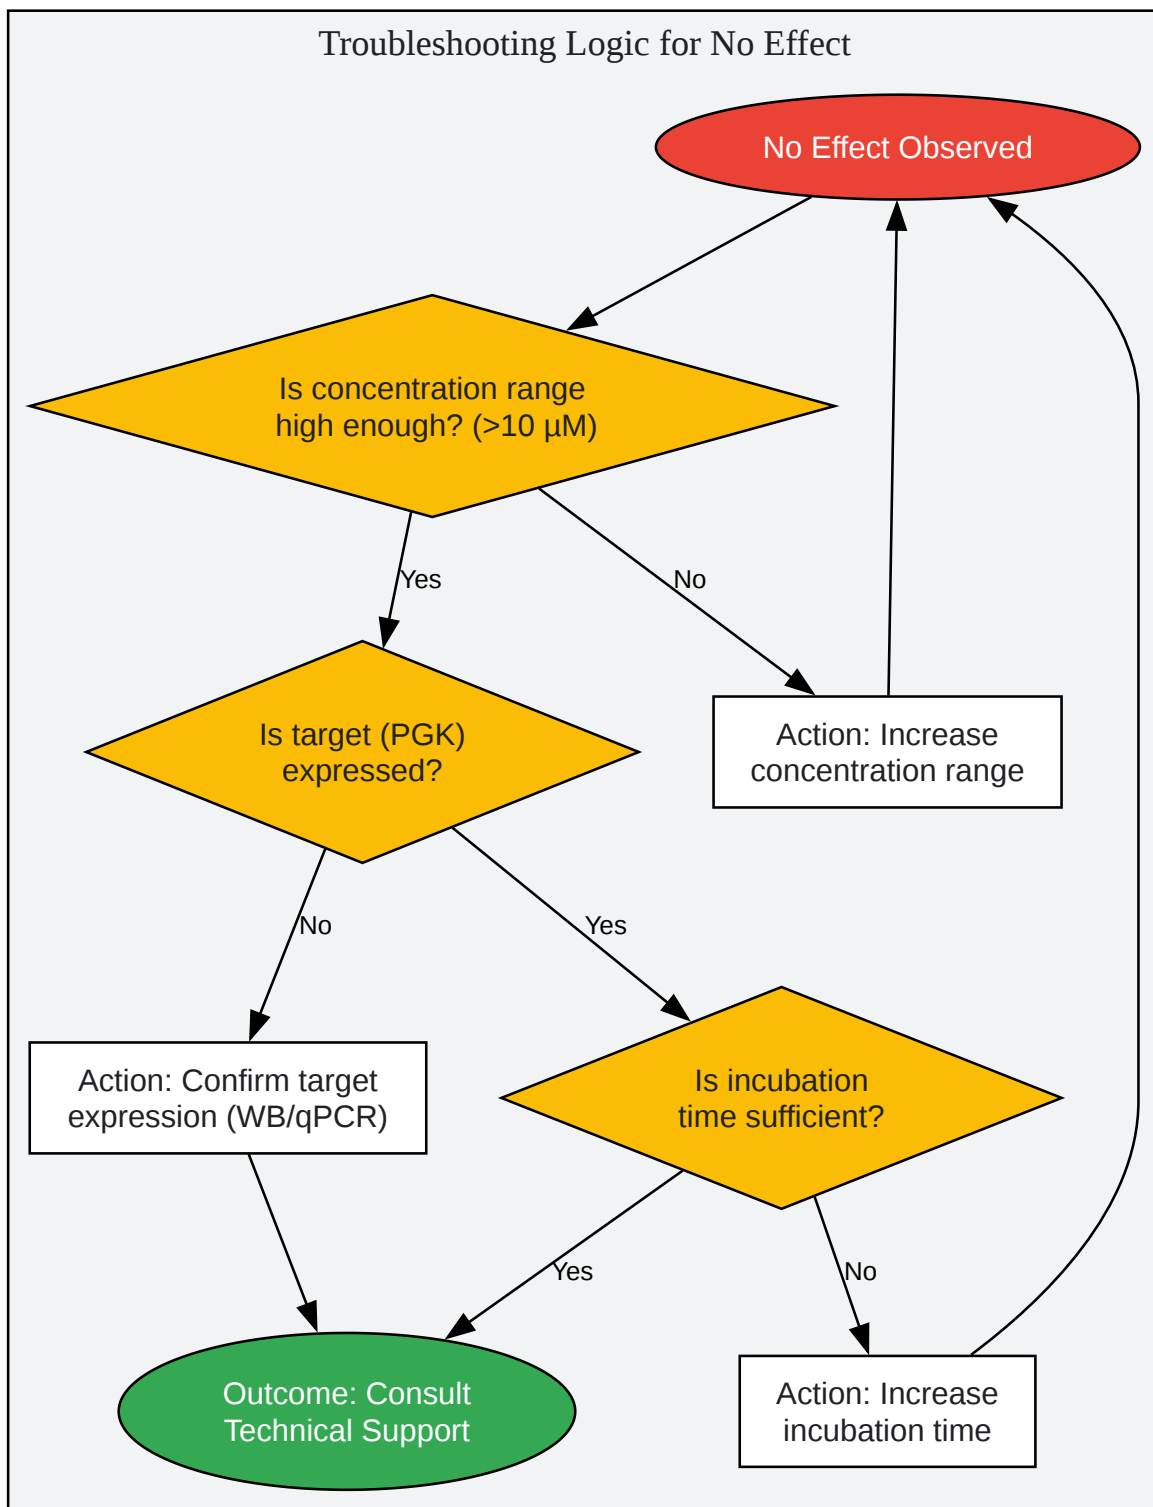 Troubleshooting Logic for No Effect
No Effect Observed
Is concentration range
high enough? (>10 µM)
Yes
No
Is target (PGK)
expressed?
Action: Increase
concentration range
No
Yes
Action: Confirm target
expression (WB/qPCR)
Is incubation
time sufficient?
Yes
No
Outcome: Consult
Technical Support
Action: Increase
incubation time